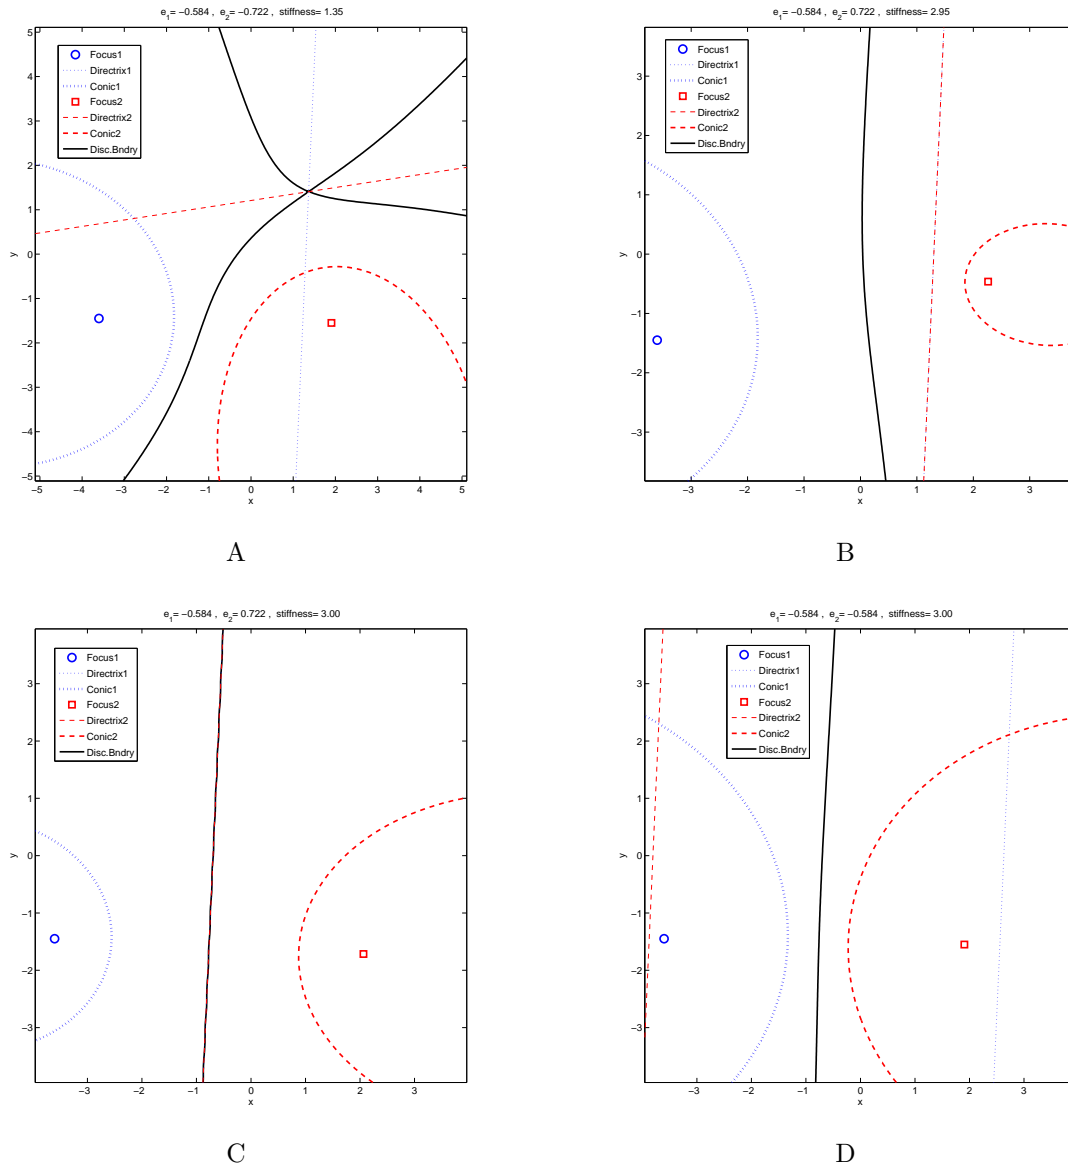 e1= −0.584 , e2= −0.722 , stiffness= 1.35
5
4
3
2
1
0
−1
−2
−3
−4
−5
y
Focus1
Directrix1
Conic1
Focus2
Directrix2
Conic2
Disc.Bndry
−5 −4 −3 −2 −1 0 1 2 3 4 5
x
A
e1= −0.584 , e2= 0.722 , stiffness= 2.95
3
2
1
0
−1
−2
−3
y
Focus1
Directrix1
Conic1
Focus2
Directrix2
Conic2
Disc.Bndry
−3 −2 −1 0 1 2 3
x
B
e1= −0.584 , e2= 0.722 , stiffness= 3.00
3
2
1
0
−1
−2
−3
y
Focus1
Directrix1
Conic1
Focus2
Directrix2
Conic2
Disc.Bndry
−3 −2 −1 0 1 2 3
x
C
e1= −0.584 , e2= −0.584 , stiffness= 3.00
3
2
1
0
−1
−2
−3
y
Focus1
Directrix1
Conic1
Focus2
Directrix2
Conic2
Disc.Bndry
−3 −2 −1 0 1 2 3
x
D